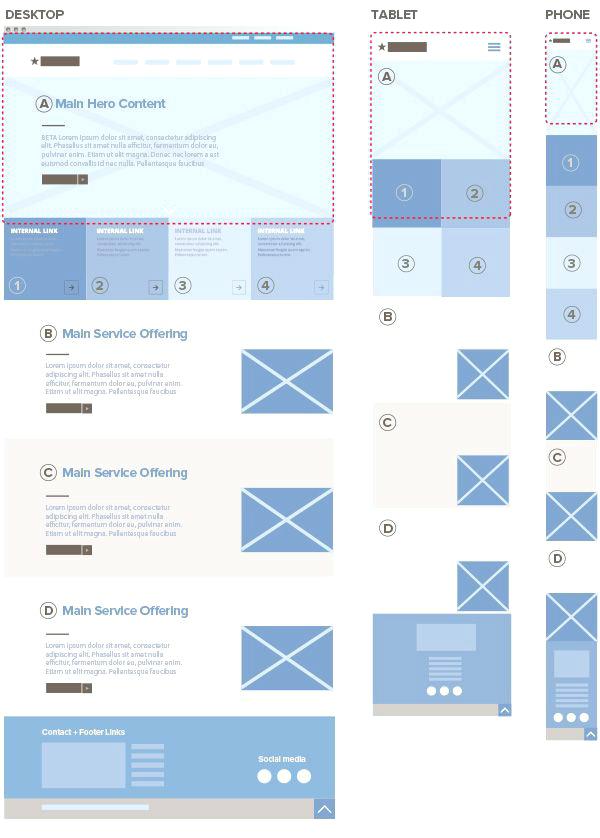 DESKTOP
A Main Hero Content
BETA Lorem ipsum dolor sit amet, consectetur
adipiscing elit. Phasellus sit amet nulla
efficitur, fermentum dolor eu,
pulvinar enim. Etiam ut elit magna. Donec nec lorem a est
euismod convallis id nec nulla. Phasellus faucibus
INTERNAL LINK
1
INTERNAL LINK
2
INTERNAL LINK
3
INTERNAL LINK
4
B Main Service Offering
Lorem ipsum dolor sit amet, consectetur
adipiscing elit. Phasellus sit amet nulla
efficitur, fermentum dolor eu, pulvinar enim.
Etiam ut elit magna. Phasellus faucibus
C Main Service Offering
Lorem ipsum dolor sit amet, consectetur
adipiscing elit. Phasellus sit amet nulla
efficitur, fermentum dolor eu, pulvinar enim.
Etiam ut elit magna. Phasellus faucibus
D Main Service Offering
Lorem ipsum dolor sit amet, consectetur
adipiscing elit. Phasellus sit amet nulla
efficitur, fermentum dolor eu, pulvinar enim.
Etiam ut elit magna. Phasellus faucibus
Contact + Footer Links
Social media
TABLET
A
1 2
3 4
B
C
D
PHONE
A
1
2
3
4
B
C
D